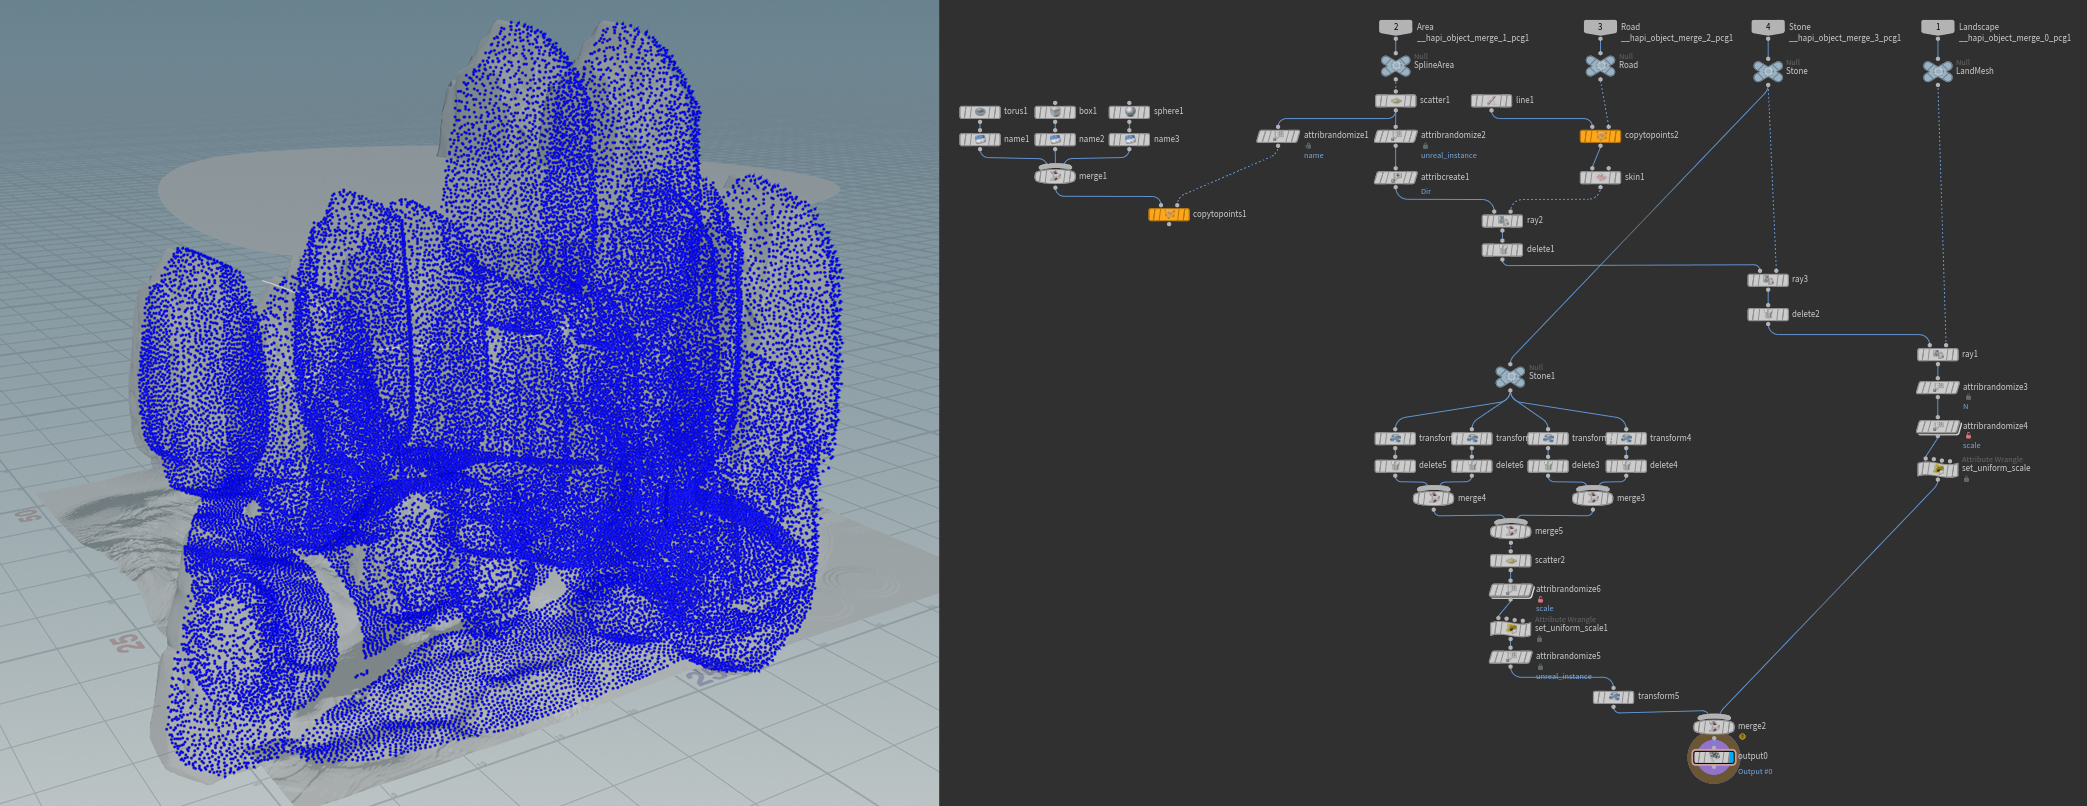 2 Area
__hapi_object_merge_1_pcg1
3 Road
__hapi_object_merge_2_pcg1
4 Stone
__hapi_object_merge_3_pcg1
1 Landscape
__hapi_object_merge_0_pcg1
Null
SplineArea
Null
Road
Null
Stone
Null
LandMesh
scatter1
line1
torus1
box1
sphere1
attribrandomize1
name
attribrandomize2
unreal_instance
copytopoints2
name1
name2
name3
merge1
attribcreate1
Dir
skin1
copytopoints1
ray2
delete1
ray3
delete2
ray1
Null
Stone1
attribrandomize3
N
attribrandomize4
scale
transfor
transfor
transfor
transform4
delete5
delete6
delete3
delete4
Attribute Wrangle
set_uniform_scale
merge4
merge3
merge5
scatter2
attribrandomize6
scale
Attribute Wrangle
set_uniform_scale1
attribrandomize5
unreal_instance
transform5
merge2
output0
Output #0
50
25
25